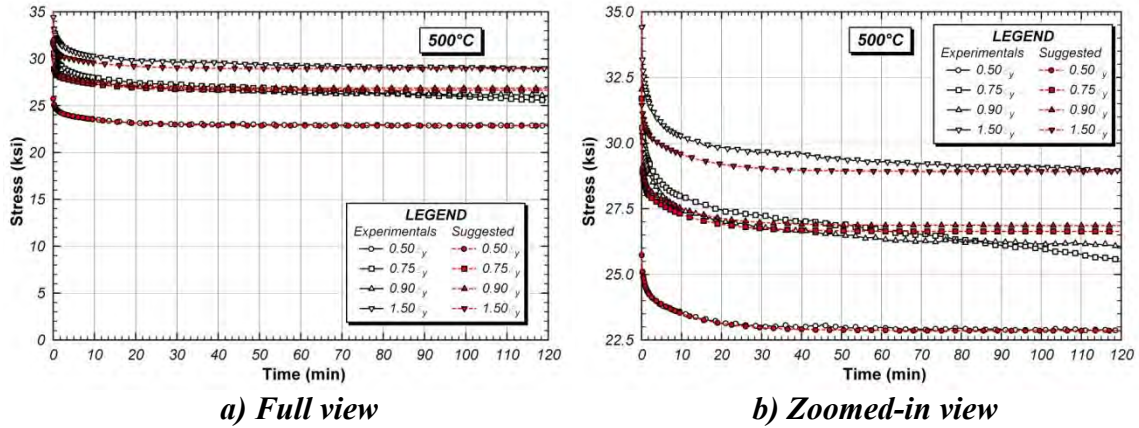 35
30
25
20
15
10
5
0
Stress (ksi)
500°C
LEGEND
Experimentals Suggested
0.50 y 0.50 y
0.75 y 0.75 y
0.90 y 0.90 y
1.50 y 1.50 y
0 10 20 30 40 50 60 70 80 90 100 110 120
Time (min)
a) Full view
35.0
32.5
30.0
27.5
25.0
22.5
Stress (ksi)
500°C
LEGEND
Experimentals Suggested
0.50 y 0.50 y
0.75 y 0.75 y
0.90 y 0.90 y
1.50 y 1.50 y
0 10 20 30 40 50 60 70 80 90 100 110 120
Time (min)
b) Zoomed-in view